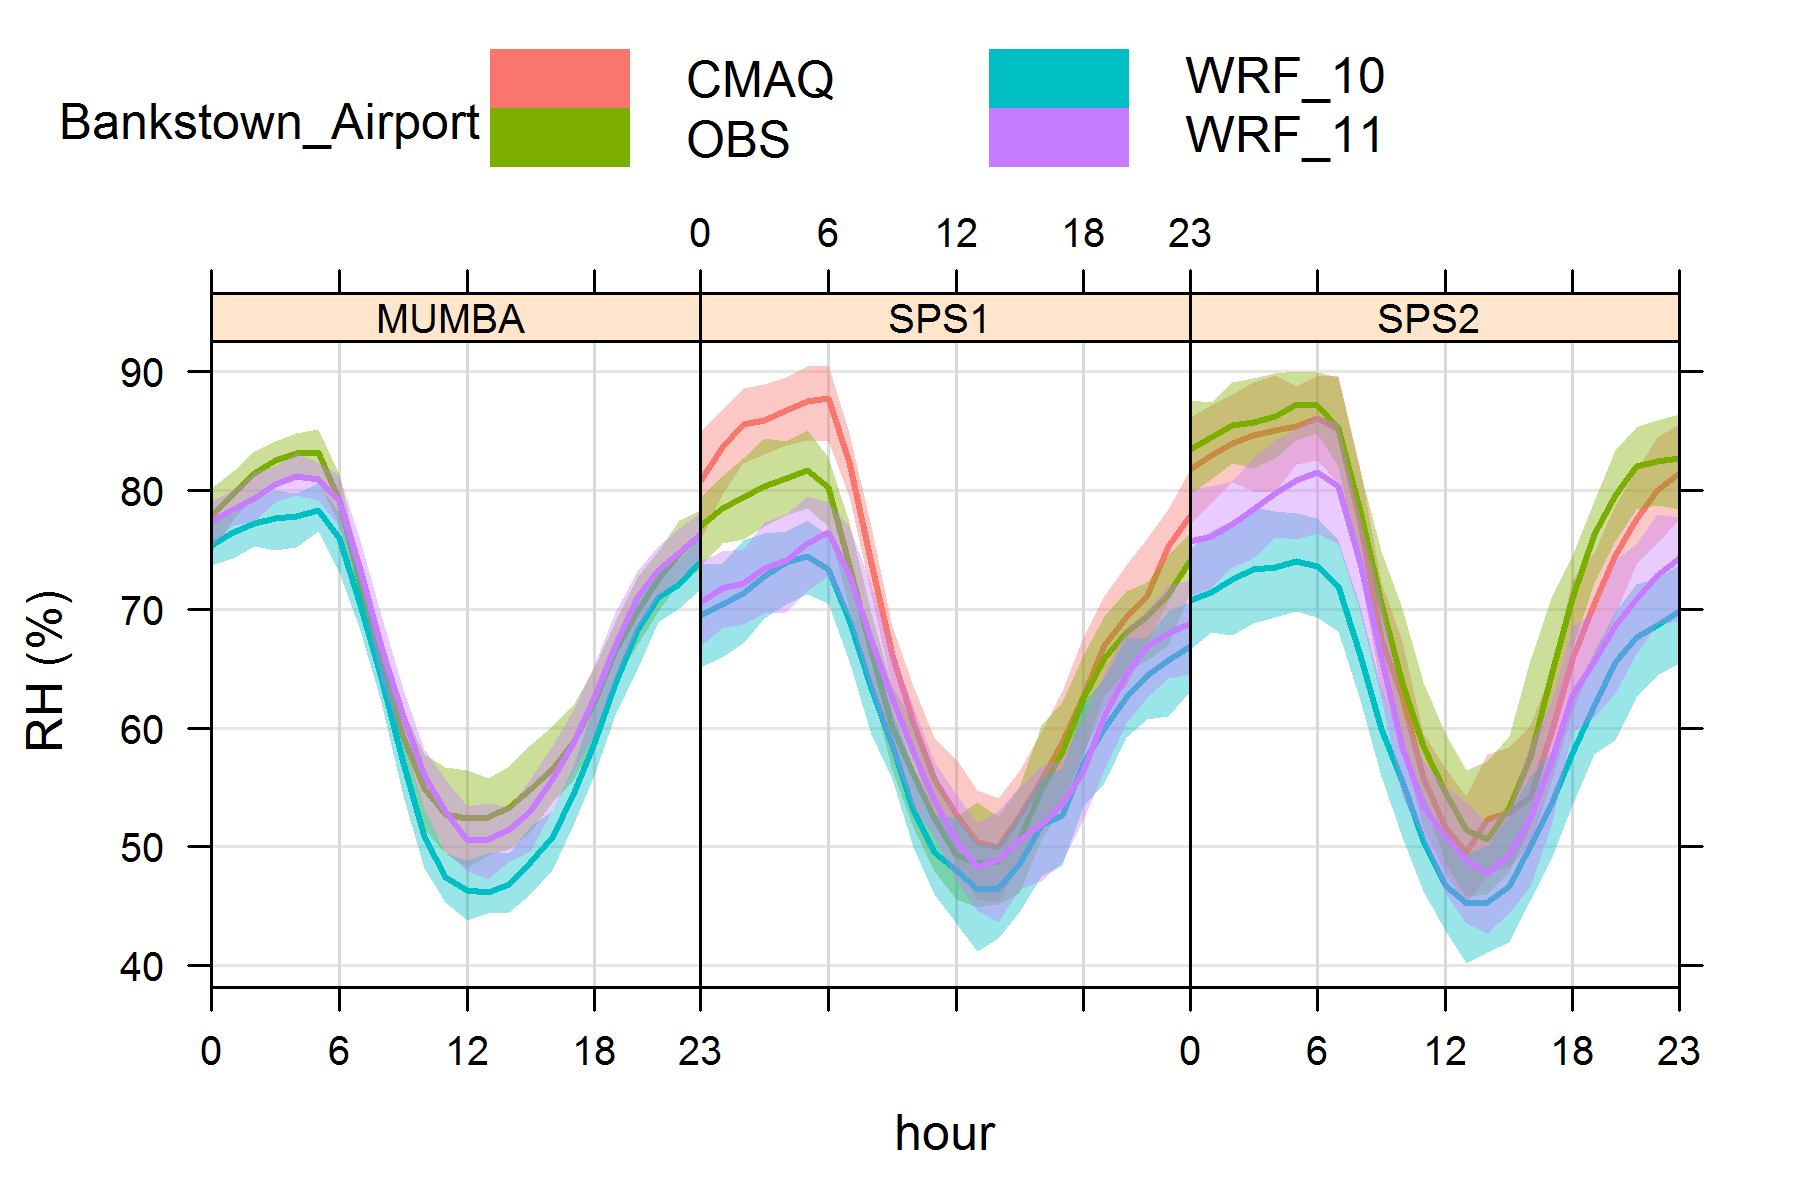 CMAQ WRF_10
Bankstown_Airport
OBS WRF_11
0 6 12 18 23
MUMBA SPS1 SPS2
90
80
70
60
50
40
RH (%)
0 6 12 18 23 0 6 12 18 23
hour